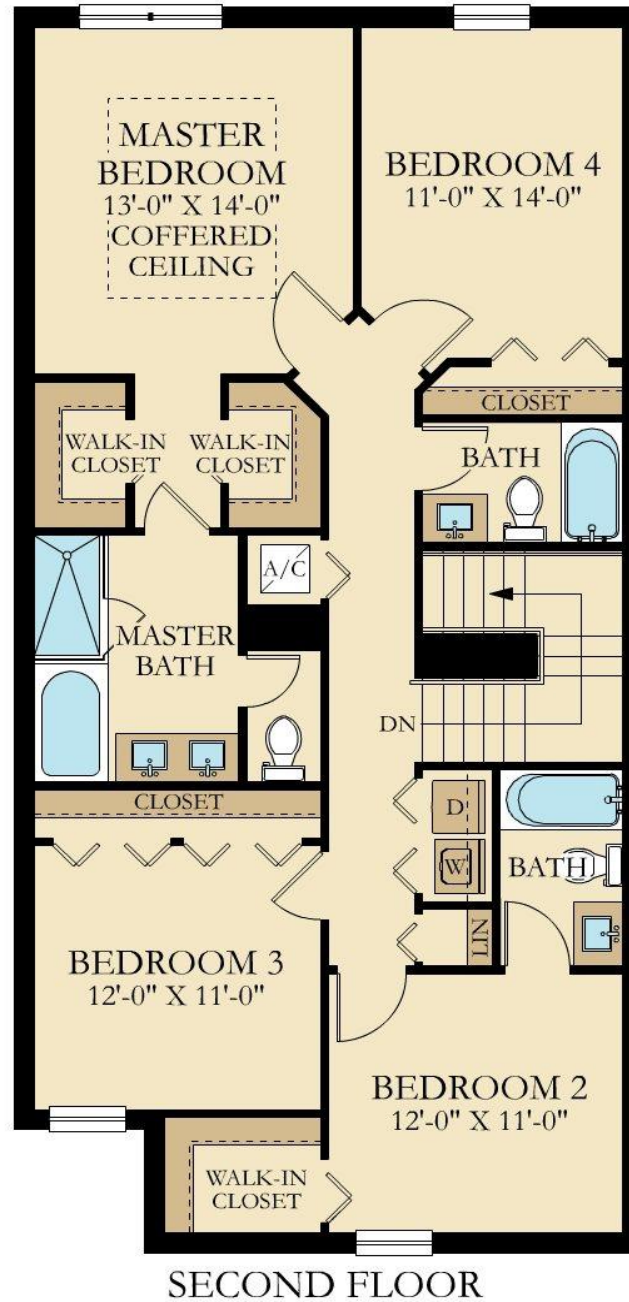 MASTER
BEDROOM
13'-0" X 14'-0"
COFFERED
CEILING
BEDROOM 4
11'-0" X 14'-0"
CLOSET
WALK-IN
CLOSET
WALK-IN
CLOSET
BATH
A/C
MASTER
BATH
DN
CLOSET
D
W
BATH
LIN
BEDROOM 3
12'-0" X 11'-0"
BEDROOM 2
12'-0" X 11'-0"
WALK-IN
CLOSET
SECOND FLOOR